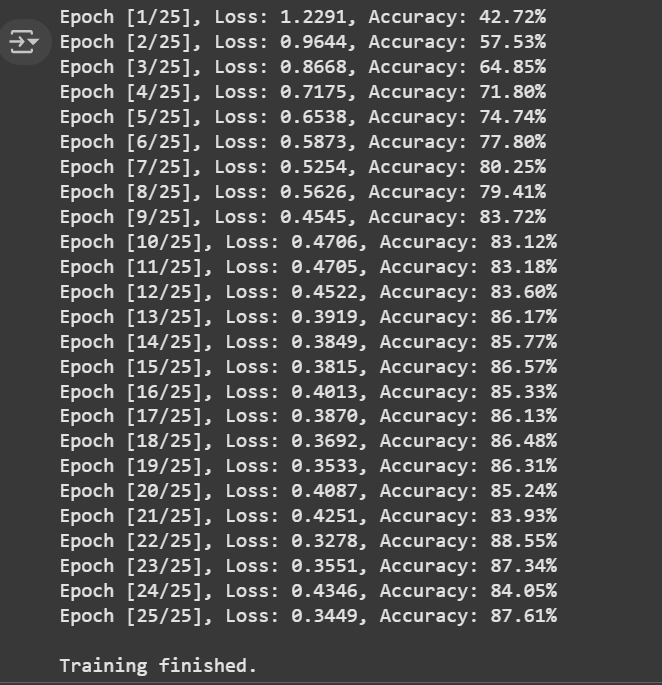 Epoch [1/25], Loss: 1.2291, Accuracy: 42.72%
Epoch [2/25], Loss: 0.9644, Accuracy: 57.53%
Epoch [3/25], Loss: 0.8668, Accuracy: 64.85%
Epoch [4/25], Loss: 0.7175, Accuracy: 71.80%
Epoch [5/25], Loss: 0.6538, Accuracy: 74.74%
Epoch [6/25], Loss: 0.5873, Accuracy: 77.80%
Epoch [7/25], Loss: 0.5254, Accuracy: 80.25%
Epoch [8/25], Loss: 0.5626, Accuracy: 79.41%
Epoch [9/25], Loss: 0.4545, Accuracy: 83.72%
Epoch [10/25], Loss: 0.4706, Accuracy: 83.12%
Epoch [11/25], Loss: 0.4705, Accuracy: 83.18%
Epoch [12/25], Loss: 0.4522, Accuracy: 83.60%
Epoch [13/25], Loss: 0.3919, Accuracy: 86.17%
Epoch [14/25], Loss: 0.3849, Accuracy: 85.77%
Epoch [15/25], Loss: 0.3815, Accuracy: 86.57%
Epoch [16/25], Loss: 0.4013, Accuracy: 85.33%
Epoch [17/25], Loss: 0.3870, Accuracy: 86.13%
Epoch [18/25], Loss: 0.3692, Accuracy: 86.48%
Epoch [19/25], Loss: 0.3533, Accuracy: 86.31%
Epoch [20/25], Loss: 0.4087, Accuracy: 85.24%
Epoch [21/25], Loss: 0.4251, Accuracy: 83.93%
Epoch [22/25], Loss: 0.3278, Accuracy: 88.55%
Epoch [23/25], Loss: 0.3551, Accuracy: 87.34%
Epoch [24/25], Loss: 0.4346, Accuracy: 84.05%
Epoch [25/25], Loss: 0.3449, Accuracy: 87.61%
Training finished.